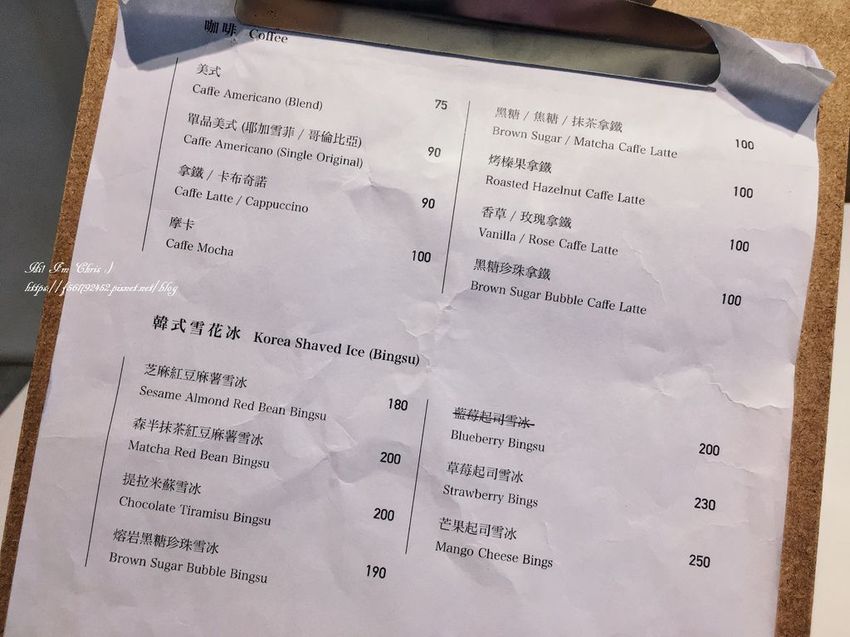 咖啡 Coffee
美式
Caffe Americano (Blend) 75
單品美式 (耶加雪菲 / 哥倫比亞)
Caffe Americano (Single Original) 90
拿鐵 / 卡布奇諾
Caffe Latte / Cappuccino 90
摩卡
Caffe Mocha 100
黑糖 / 焦糖 / 抹茶拿鐵
Brown Sugar / Matcha Caffe Latte 100
烤榛果拿鐵
Roasted Hazelnut Caffe Latte 100
香草 / 玫瑰拿鐵
Vanilla / Rose Caffe Latte 100
黑糖珍珠拿鐵
Brown Sugar Bubble Caffe Latte 100
Hi! I'm Chris :)
韓式雪花冰 Korea Shaved Ice (Bingsu)
芝麻紅豆麻薯雪冰
Sesame Almond Red Bean Bingsu 180
森半抹茶紅豆麻薯雪冰
Matcha Red Bean Bingsu 200
提拉米蘇雪冰
Chocolate Tiramisu Bingsu 200
熔岩黑糖珍珠雪冰
Brown Sugar Bubble Bingsu 190
藍莓起司雪冰
Blueberry Bingsu 200
草莓起司雪冰
Strawberry Bings 230
芒果起司雪冰
Mango Cheese Bings 250